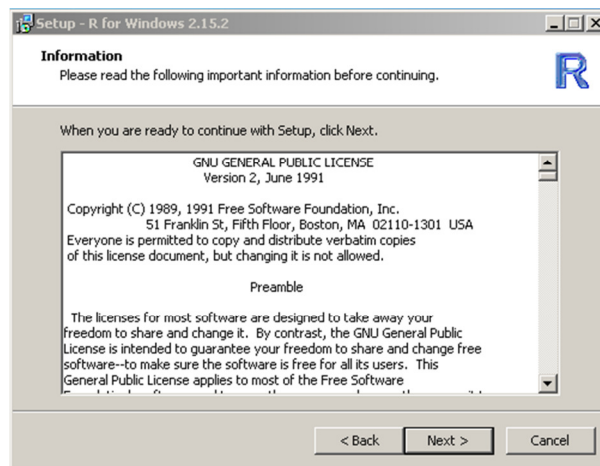 Setup - R for Windows 2.15.2
Information
Please read the following important information before continuing.
R
When you are ready to continue with Setup, click Next.
GNU GENERAL PUBLIC LICENSE
Version 2, June 1991
Copyright (C) 1989, 1991 Free Software Foundation, Inc.
51 Franklin St, Fifth Floor, Boston, MA 02110-1301 USA
Everyone is permitted to copy and distribute verbatim copies
of this license document, but changing it is not allowed.
Preamble
The licenses for most software are designed to take away your
freedom to share and change it. By contrast, the GNU General Public
License is intended to guarantee your freedom to share and change free
software--to make sure the software is free for all its users. This
General Public License applies to most of the Free Software
< Back Next > Cancel